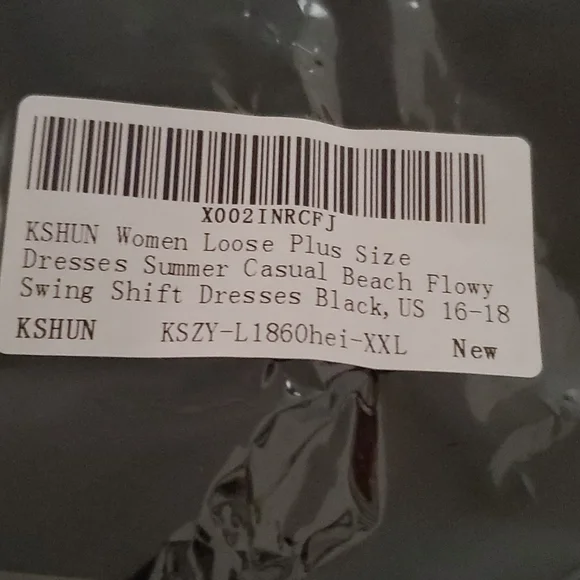 X002INRCFJ
KSHUN Women Loose Plus Size
Dresses Summer Casual Beach Flowy
Swing Shift Dresses Black, US 16-18
KSHUN KSZY-L1860hei-XXL New